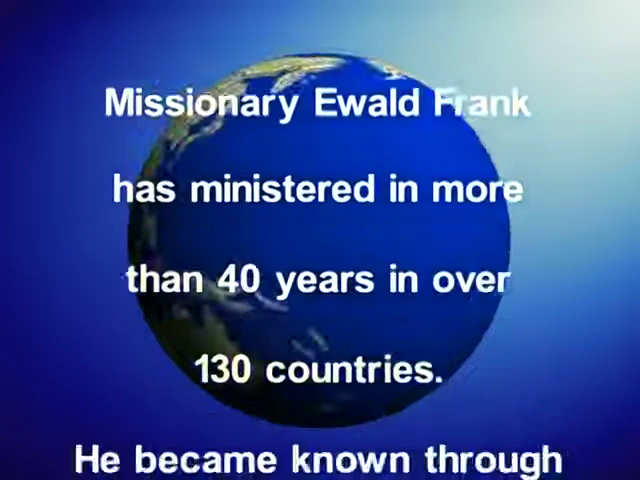 Missionary Ewald Frank
has ministered in more
than 40 years in over
130 countries.
He became known through